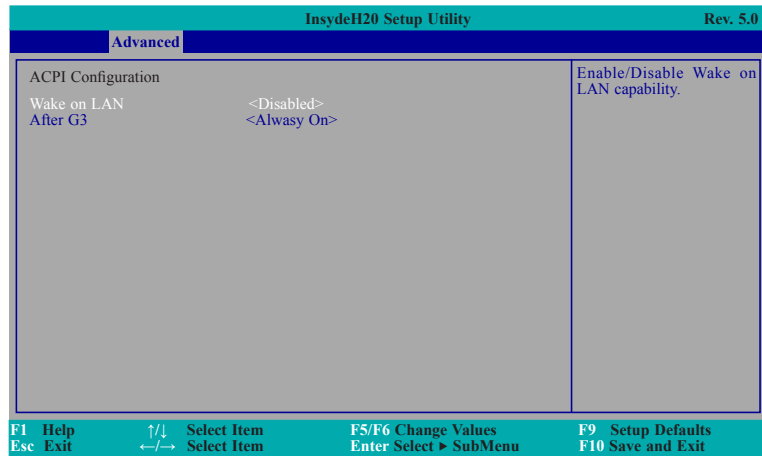 InsydeH20 Setup Utility Rev. 5.0
Advanced
ACPI Configuration
Wake on LAN <Disabled>
After G3 <Alwasy On>
Enable/Disable Wake on
LAN capability.
F1 Help ↑/↓ Select Item F5/F6 Change Values F9 Setup Defaults
Esc Exit ←/→ Select Item Enter Select ► SubMenu F10 Save and Exit